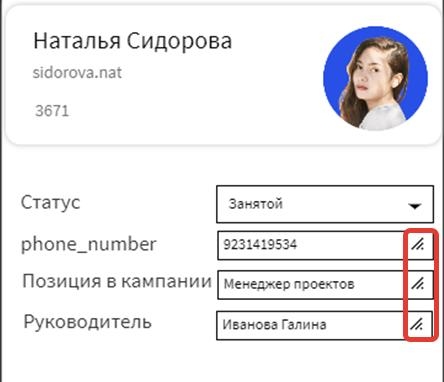 Наталья Сидорова
sidorova.nat
3671
Статус Занятой
phone_number 9231419534
Позиция в кампании Менеджер проектов
Руководитель Иванова Галина